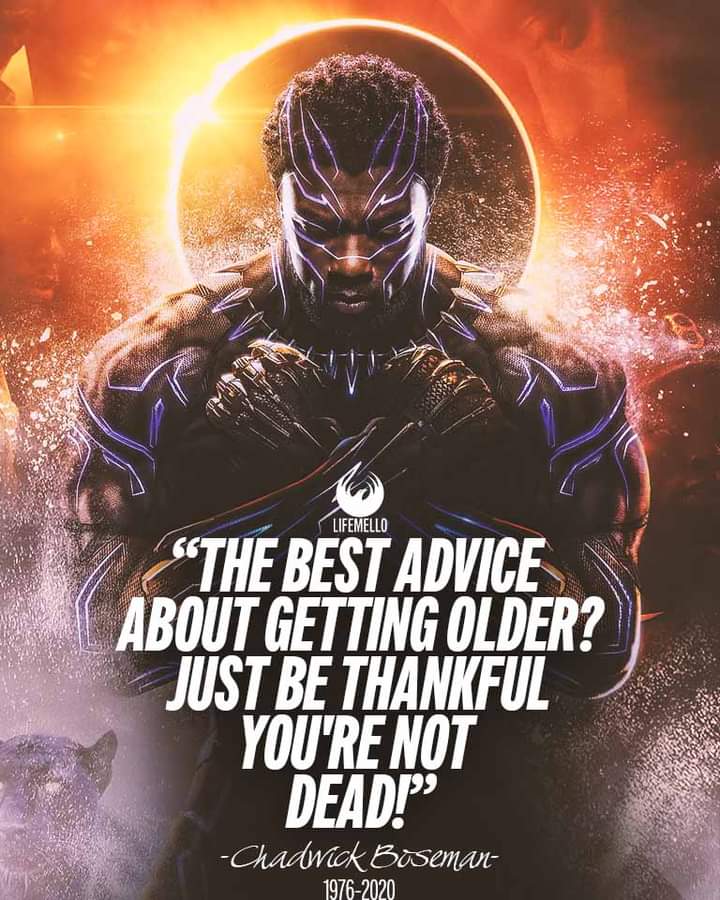 LIFEMELLO
“THE BEST ADVICE
ABOUT GETTING OLDER?
JUST BE THANKFUL
YOU'RE NOT
DEAD!”
-Chadwick Boseman-
1976-2020